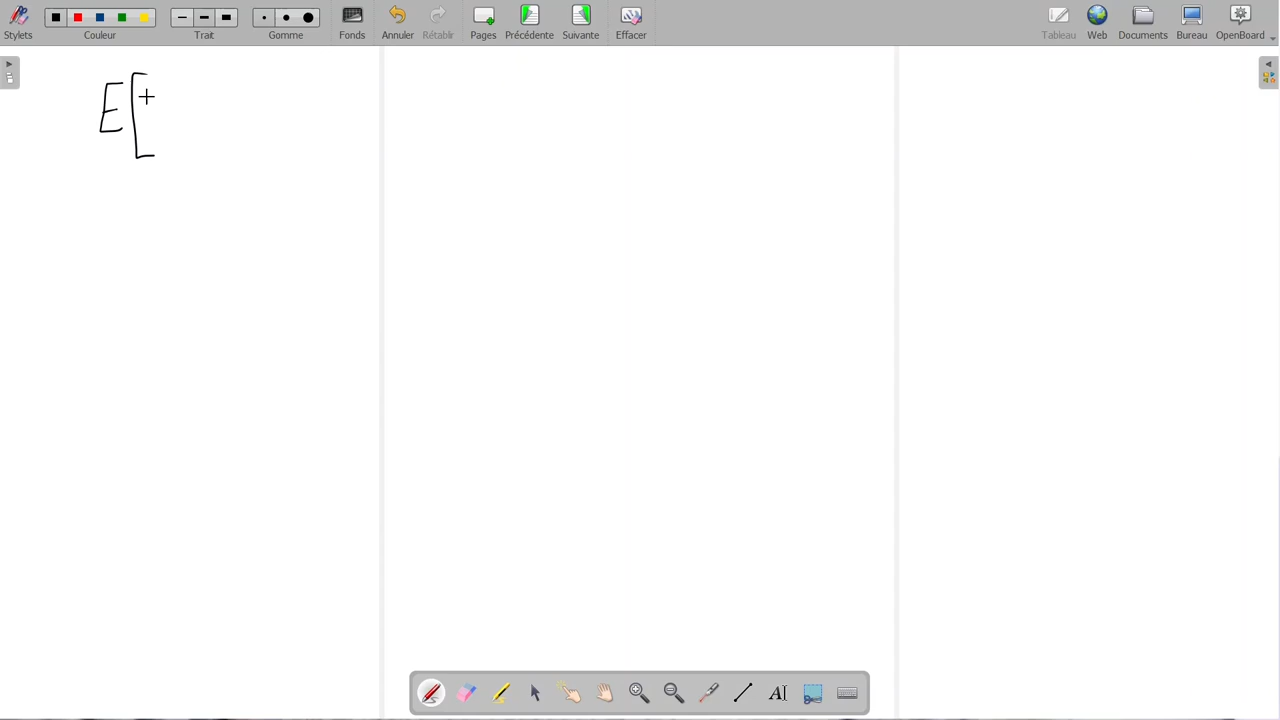 Stylets Couleur Trait Gomme Fonds Annuler Rétablir Pages Précédente Suivante Effacer Tableau Web Documents Bureau OpenBoard
E[